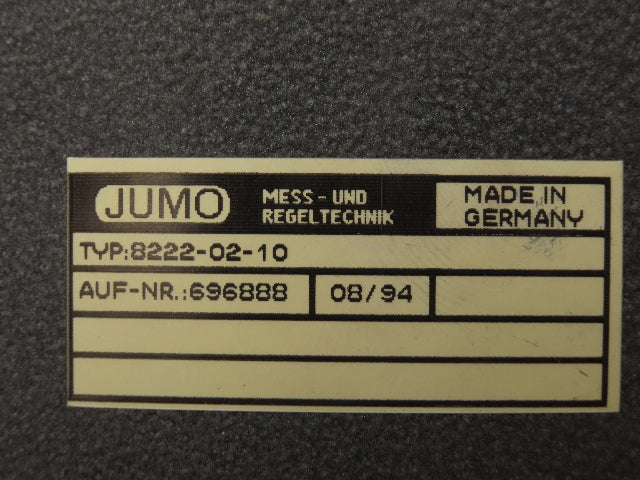 JUMO
MESS - UND
REGELTECHNIK
MADE IN
GERMANY
TYP:8222-02-10
AUF-NR.:696888
08/94